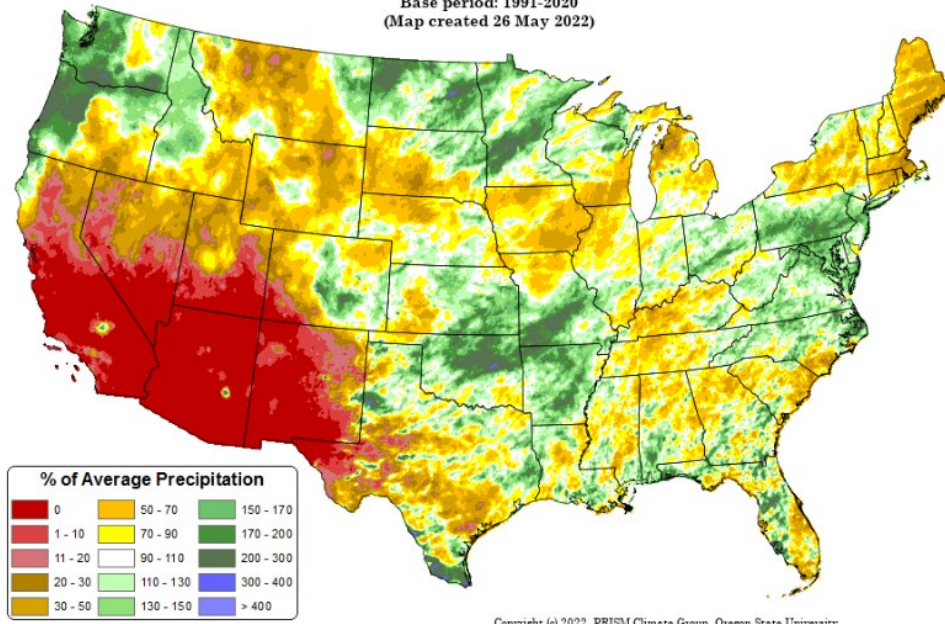 Base period: 1991-2020
(Map created 26 May 2022)
% of Average Precipitation
0
50 - 70
150 - 170
1 - 10
70 - 90
170 - 200
11 - 20
90 - 110
200 - 300
20 - 30
110 - 130
300 - 400
30 - 50
130 - 150
> 400
Copyright (c) 2022, PRISM Climate Group, Oregon State University